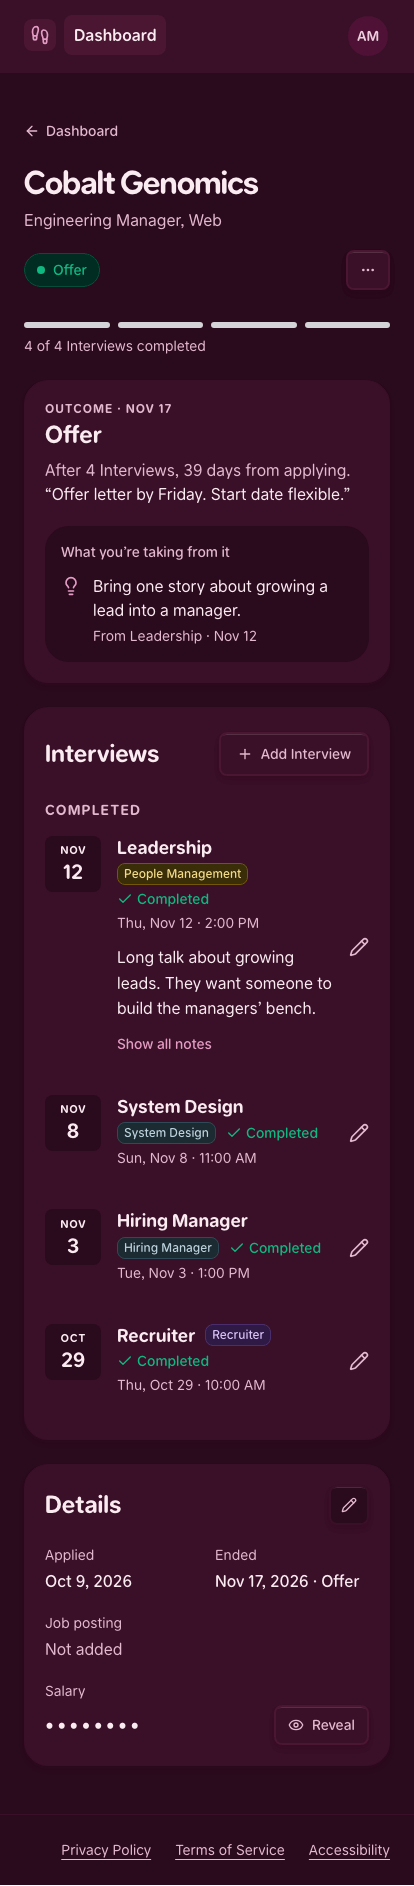 Dashboard
AM
Dashboard
Cobalt Genomics
Engineering Manager, Web
Offer
4 of 4 Interviews completed
OUTCOME · NOV 17
Offer
After 4 Interviews, 39 days from applying.
“Offer letter by Friday. Start date flexible.”
What you’re taking from it
Bring one story about growing a
lead into a manager.
From Leadership · Nov 12
Interviews
Add Interview
COMPLETED
NOV
12
Leadership
People Management
Completed
Thu, Nov 12 · 2:00 PM
Long talk about growing
leads. They want someone to
build the managers’ bench.
Show all notes
NOV
8
System Design
System Design Completed
Sun, Nov 8 · 11:00 AM
NOV
3
Hiring Manager
Hiring Manager Completed
Tue, Nov 3 · 1:00 PM
OCT
29
Recruiter Recruiter
Completed
Thu, Oct 29 · 10:00 AM
Details
Applied
Oct 9, 2026
Ended
Nov 17, 2026 · Offer
Job posting
Not added
Salary
••••••••
Reveal
Privacy Policy Terms of Service Accessibility